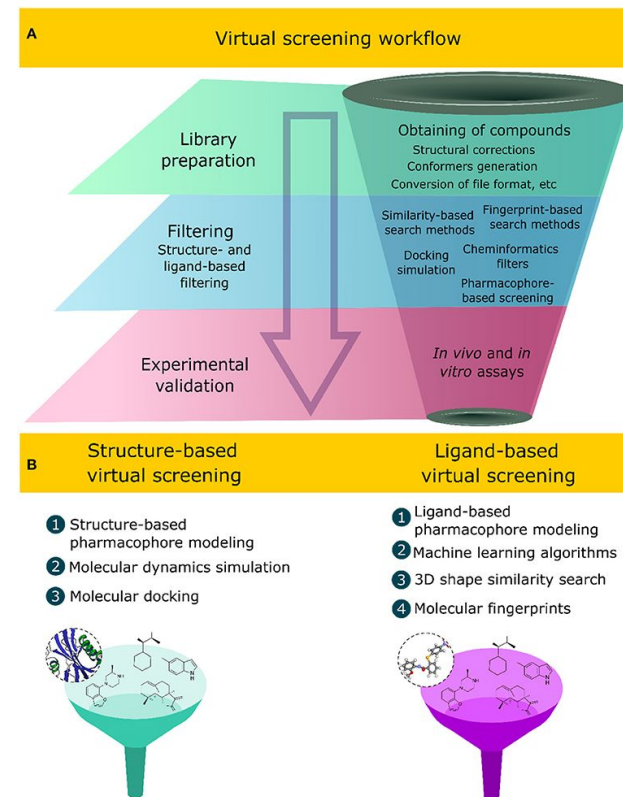 A
Virtual screening workflow
Library
preparation
Obtaining of compounds
Structural corrections
Conformers generation
Conversion of file format, etc
Filtering
Structure- and
ligand-based
filtering
Similarity-based
search methods
Fingerprint-based
search methods
Docking
simulation
Cheminformatics
filters
Pharmacophore-
based screening
Experimental
validation
In vivo and in
vitro assays
B
Structure-based
virtual screening
1 Structure-based
pharmacophore modeling
2 Molecular dynamics simulation
3 Molecular docking
Ligand-based
virtual screening
1 Ligand-based
pharmacophore modeling
2 Machine learning algorithms
3 3D shape similarity search
4 Molecular fingerprints